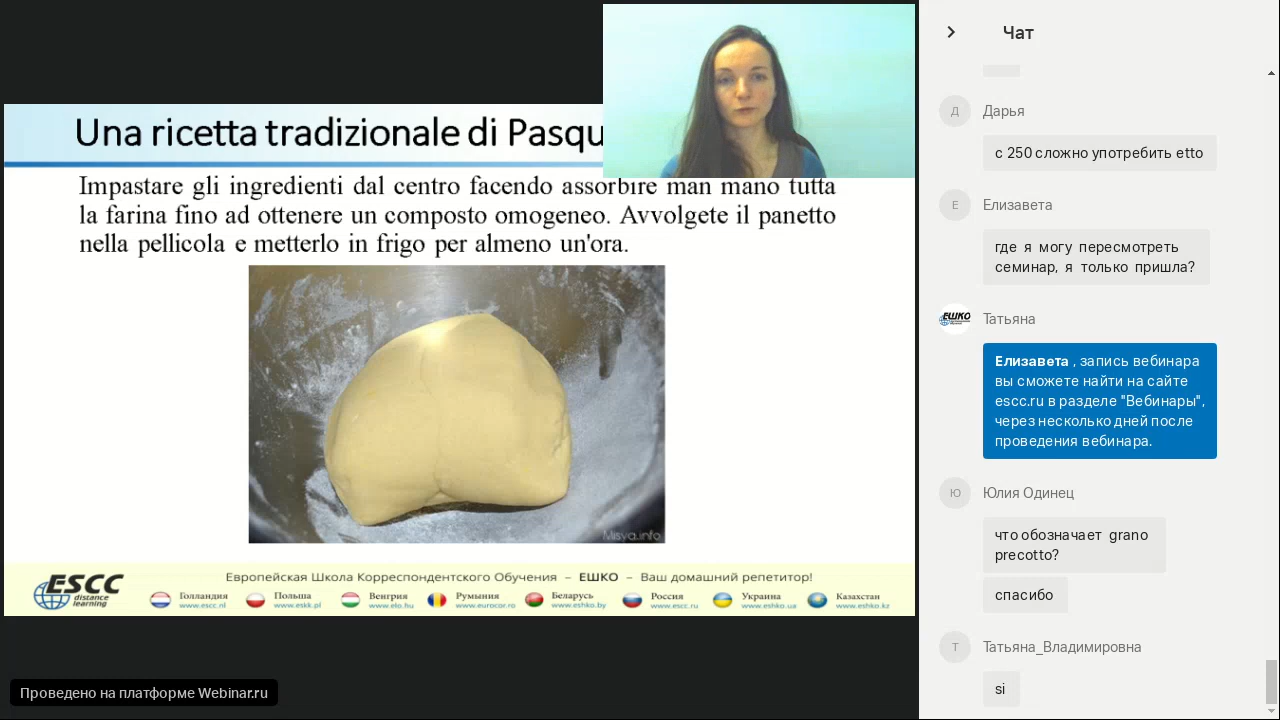 Una ricetta tradizionale di Pasqu
Impastare gli ingredienti dal centro facendo assorbire man mano tutta
la farina fino ad ottenere un composto omogeneo. Avvolgete il panetto
nella pellicola e metterlo in frigo per almeno un'ora.
Misya.info
ESCC
distance
learning
Европейская Школа Корреспондентского Обучения – ЕШКО – Ваш домашний репетитор!
Голландия
www.escc.nl
Польша
www.eskk.pl
Венгрия
www.elo.hu
Румыния
www.eurocor.ro
Беларусь
www.eshko.by
Россия
www.escc.ru
Украина
www.eshko.ua
Казахстан
www.eshko.kz
Проведено на платформе Webinar.ru
Чат
Д
Дарья
с 250 сложно употребить etto
Е
Елизавета
где я могу пересмотреть
семинар, я только пришла?
ЕШКО
Татьяна
Елизавета , запись вебинара
вы сможете найти на сайте
escc.ru в разделе "Вебинары",
через несколько дней после
проведения вебинара.
Ю
Юлия Одинец
что обозначает grano
precotto?
спасибо
Т
Татьяна_Владимировна
si